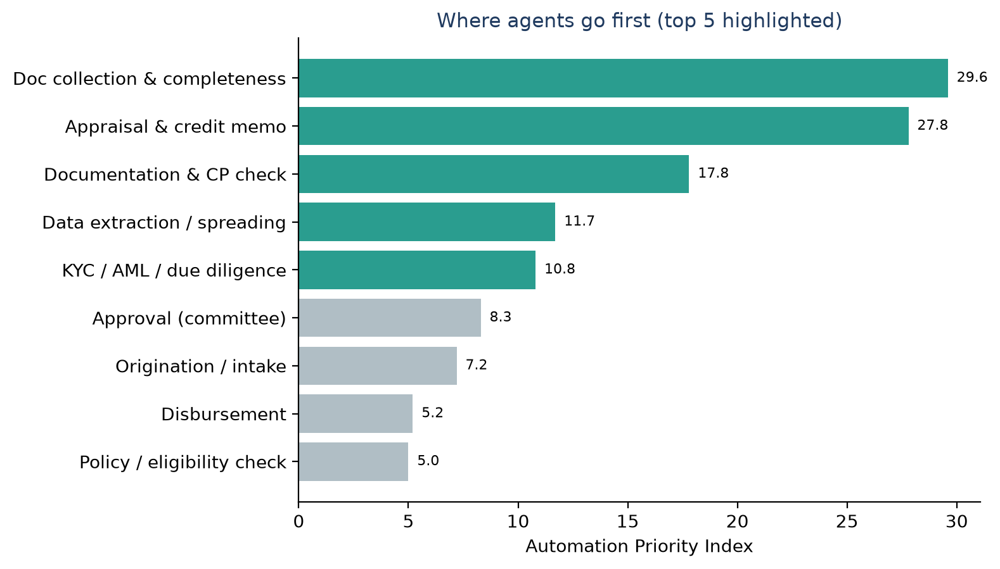 Where agents go first (top 5 highlighted)
Doc collection & completeness 29.6
Appraisal & credit memo 27.8
Documentation & CP check 17.8
Data extraction / spreading 11.7
KYC / AML / due diligence 10.8
Approval (committee) 8.3
Origination / intake 7.2
Disbursement 5.2
Policy / eligibility check 5.0
0 5 10 15 20 25 30
Automation Priority Index